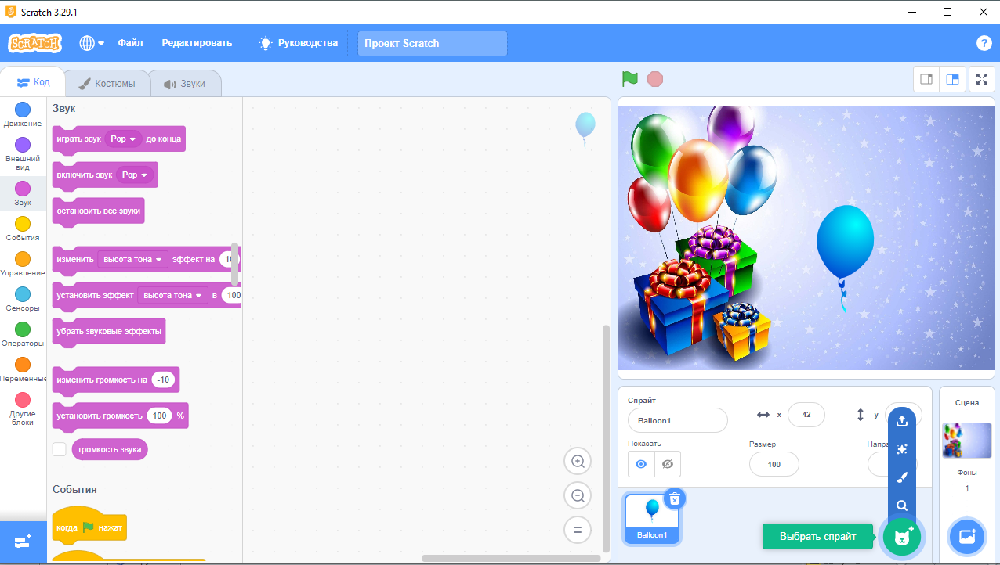 Scratch 3.29.1
SCRATCH
Файл
Редактировать
Руководства
Проект Scratch
?
Код
Костюмы
Звуки
Движение
Внешний
вид
Звук
События
Управление
Сенсоры
Операторы
Переменные
Другие
блоки
Звук
играть звук Pop до конца
включить звук Pop
остановить все звуки
изменить высота тона эффект на 10
установить эффект высота тона в 100
убрать звуковые эффекты
изменить громкость на -10
установить громкость 100 %
громкость звука
События
когда нажат
Спрайт
Balloon1
x 42
y
Показать
Размер
100
Напра
Balloon1
Выбрать спрайт
Сцена
Фоны
1